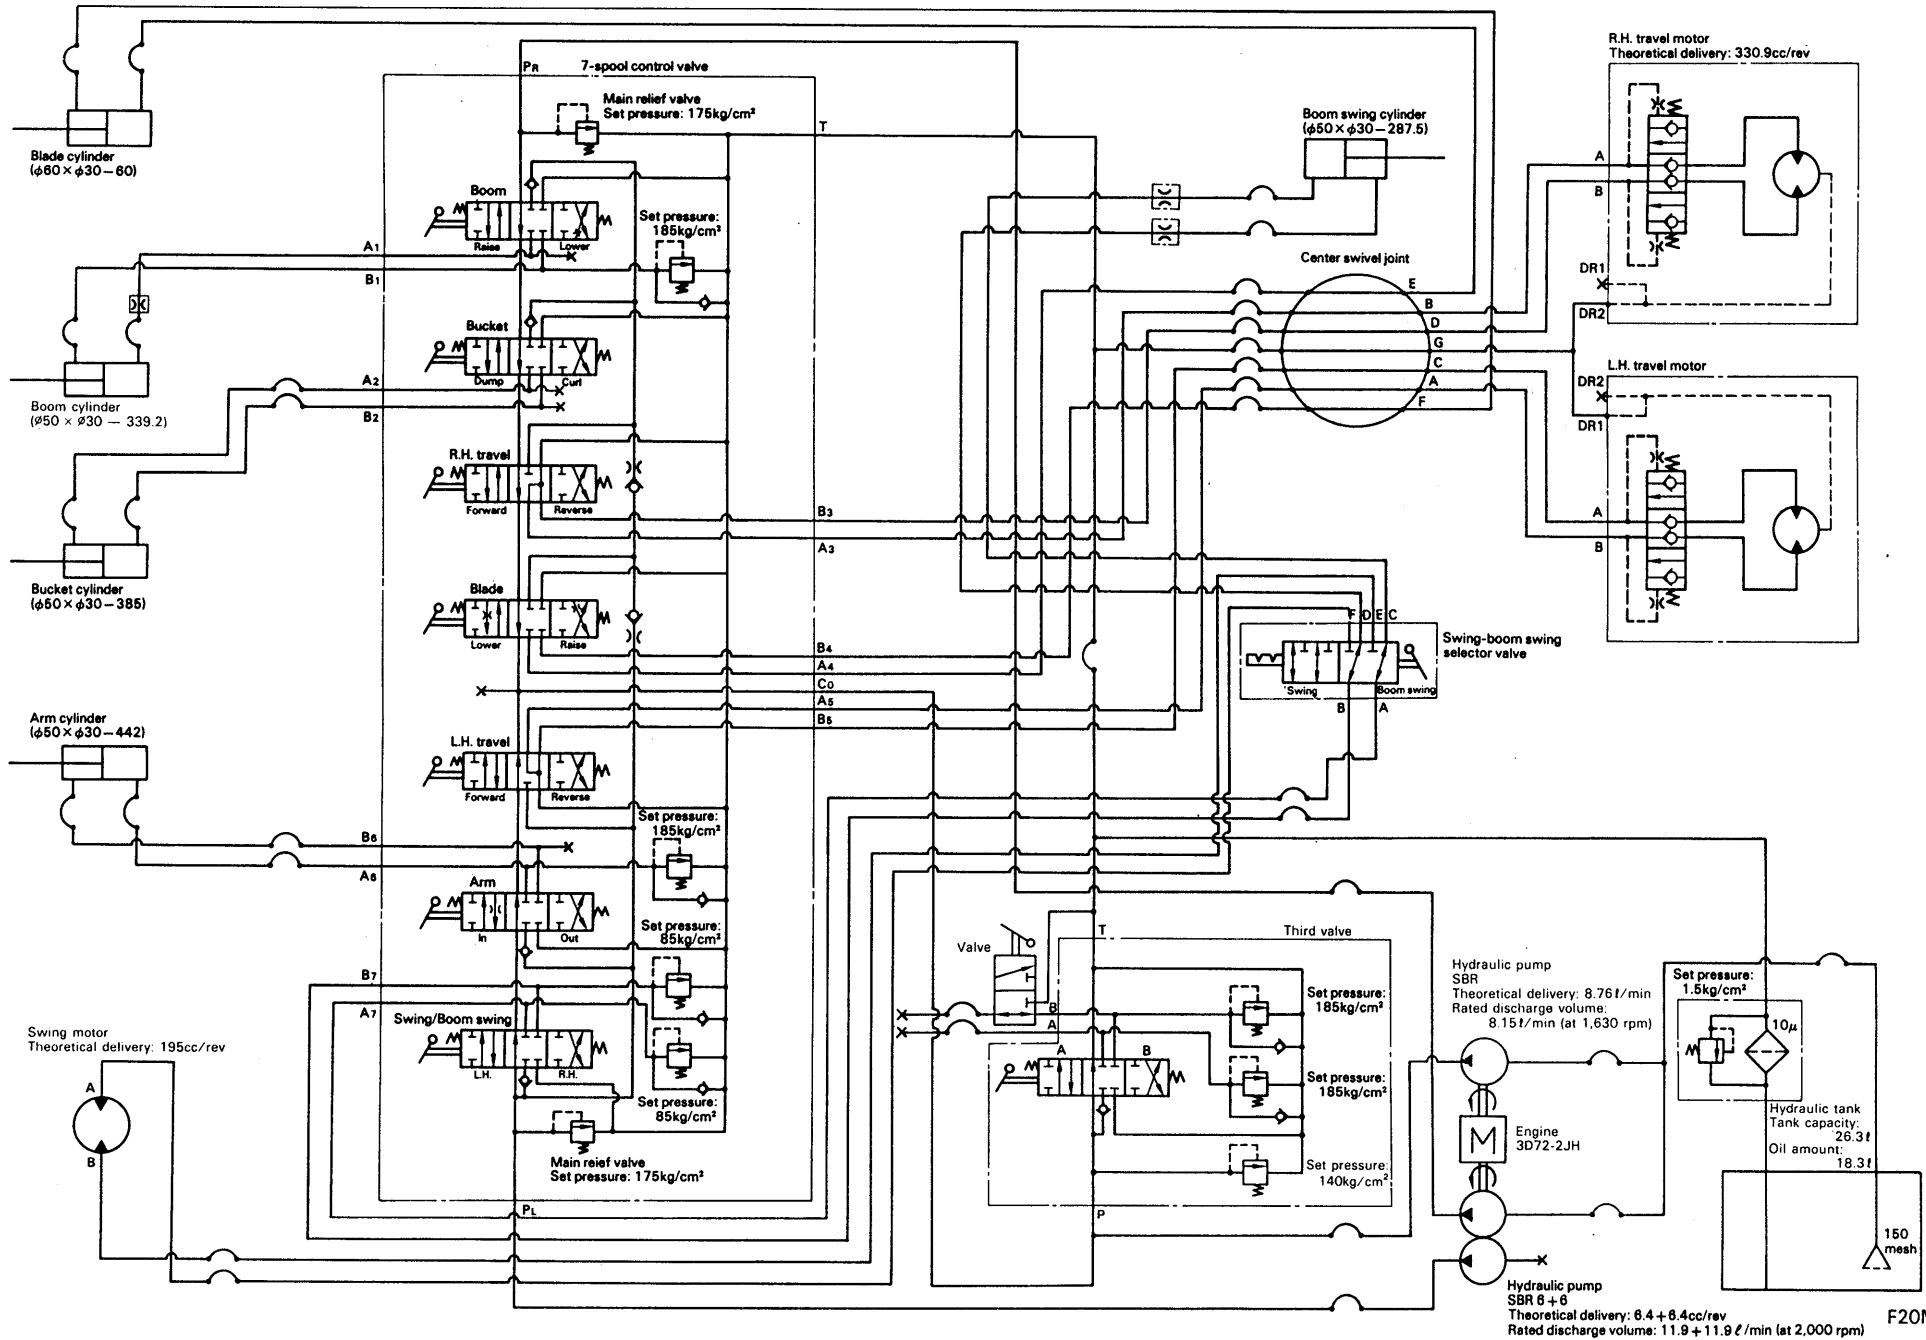 R.H. travel motor
Theoretical delivery: 330.9cc/rev
PR
7-spool control valve
Main relief valve
Set pressure: 175kg/cm²
T
Boom swing cylinder
(φ50×φ30−287.5)
Blade cylinder
(φ60×φ30−60)
A
B
Boom
Raise
Lower
Set pressure:
185kg/cm²
A1
B1
Center swivel joint
E
B
D
G
C
A
F
DR1
DR2
Bucket
Dump
Curl
A2
B2
Boom cylinder
(ø50 × ø30 — 339.2)
L.H. travel motor
DR2
DR1
R.H. travel
Forward
Reverse
B3
A3
A
B
Bucket cylinder
(φ50×φ30−385)
Blade
Lower
Raise
B4
A4
C0
A5
B5
F D E C
Swing-boom swing
selector valve
Swing
Boom swing
B A
Arm cylinder
(φ50×φ30−442)
L.H. travel
Forward
Reverse
Set pressure:
185kg/cm²
B6
A6
Arm
In
Out
Set pressure:
85kg/cm²
B7
A7
Swing/Boom swing
L.H.
R.H.
Set pressure:
85kg/cm²
Main reief valve
Set pressure: 175kg/cm²
PL
Swing motor
Theoretical delivery: 195cc/rev
A
B
Valve
T
Third valve
B
A
A
B
Set pressure:
185kg/cm²
Set pressure:
185kg/cm²
Set pressure:
140kg/cm²
P
Hydraulic pump
SBR
Theoretical delivery: 8.76ℓ/min
Rated discharge volume:
8.15ℓ/min (at 1,630 rpm)
Set pressure:
1.5kg/cm²
10μ
M
Engine
3D72-2JH
Hydraulic tank
Tank capacity:
26.3ℓ
Oil amount:
18.3ℓ
150
mesh
Hydraulic pump
SBR 6+6
Theoretical delivery: 6.4+6.4cc/rev
Rated discharge volume: 11.9+11.9ℓ/min (at 2,000 rpm)